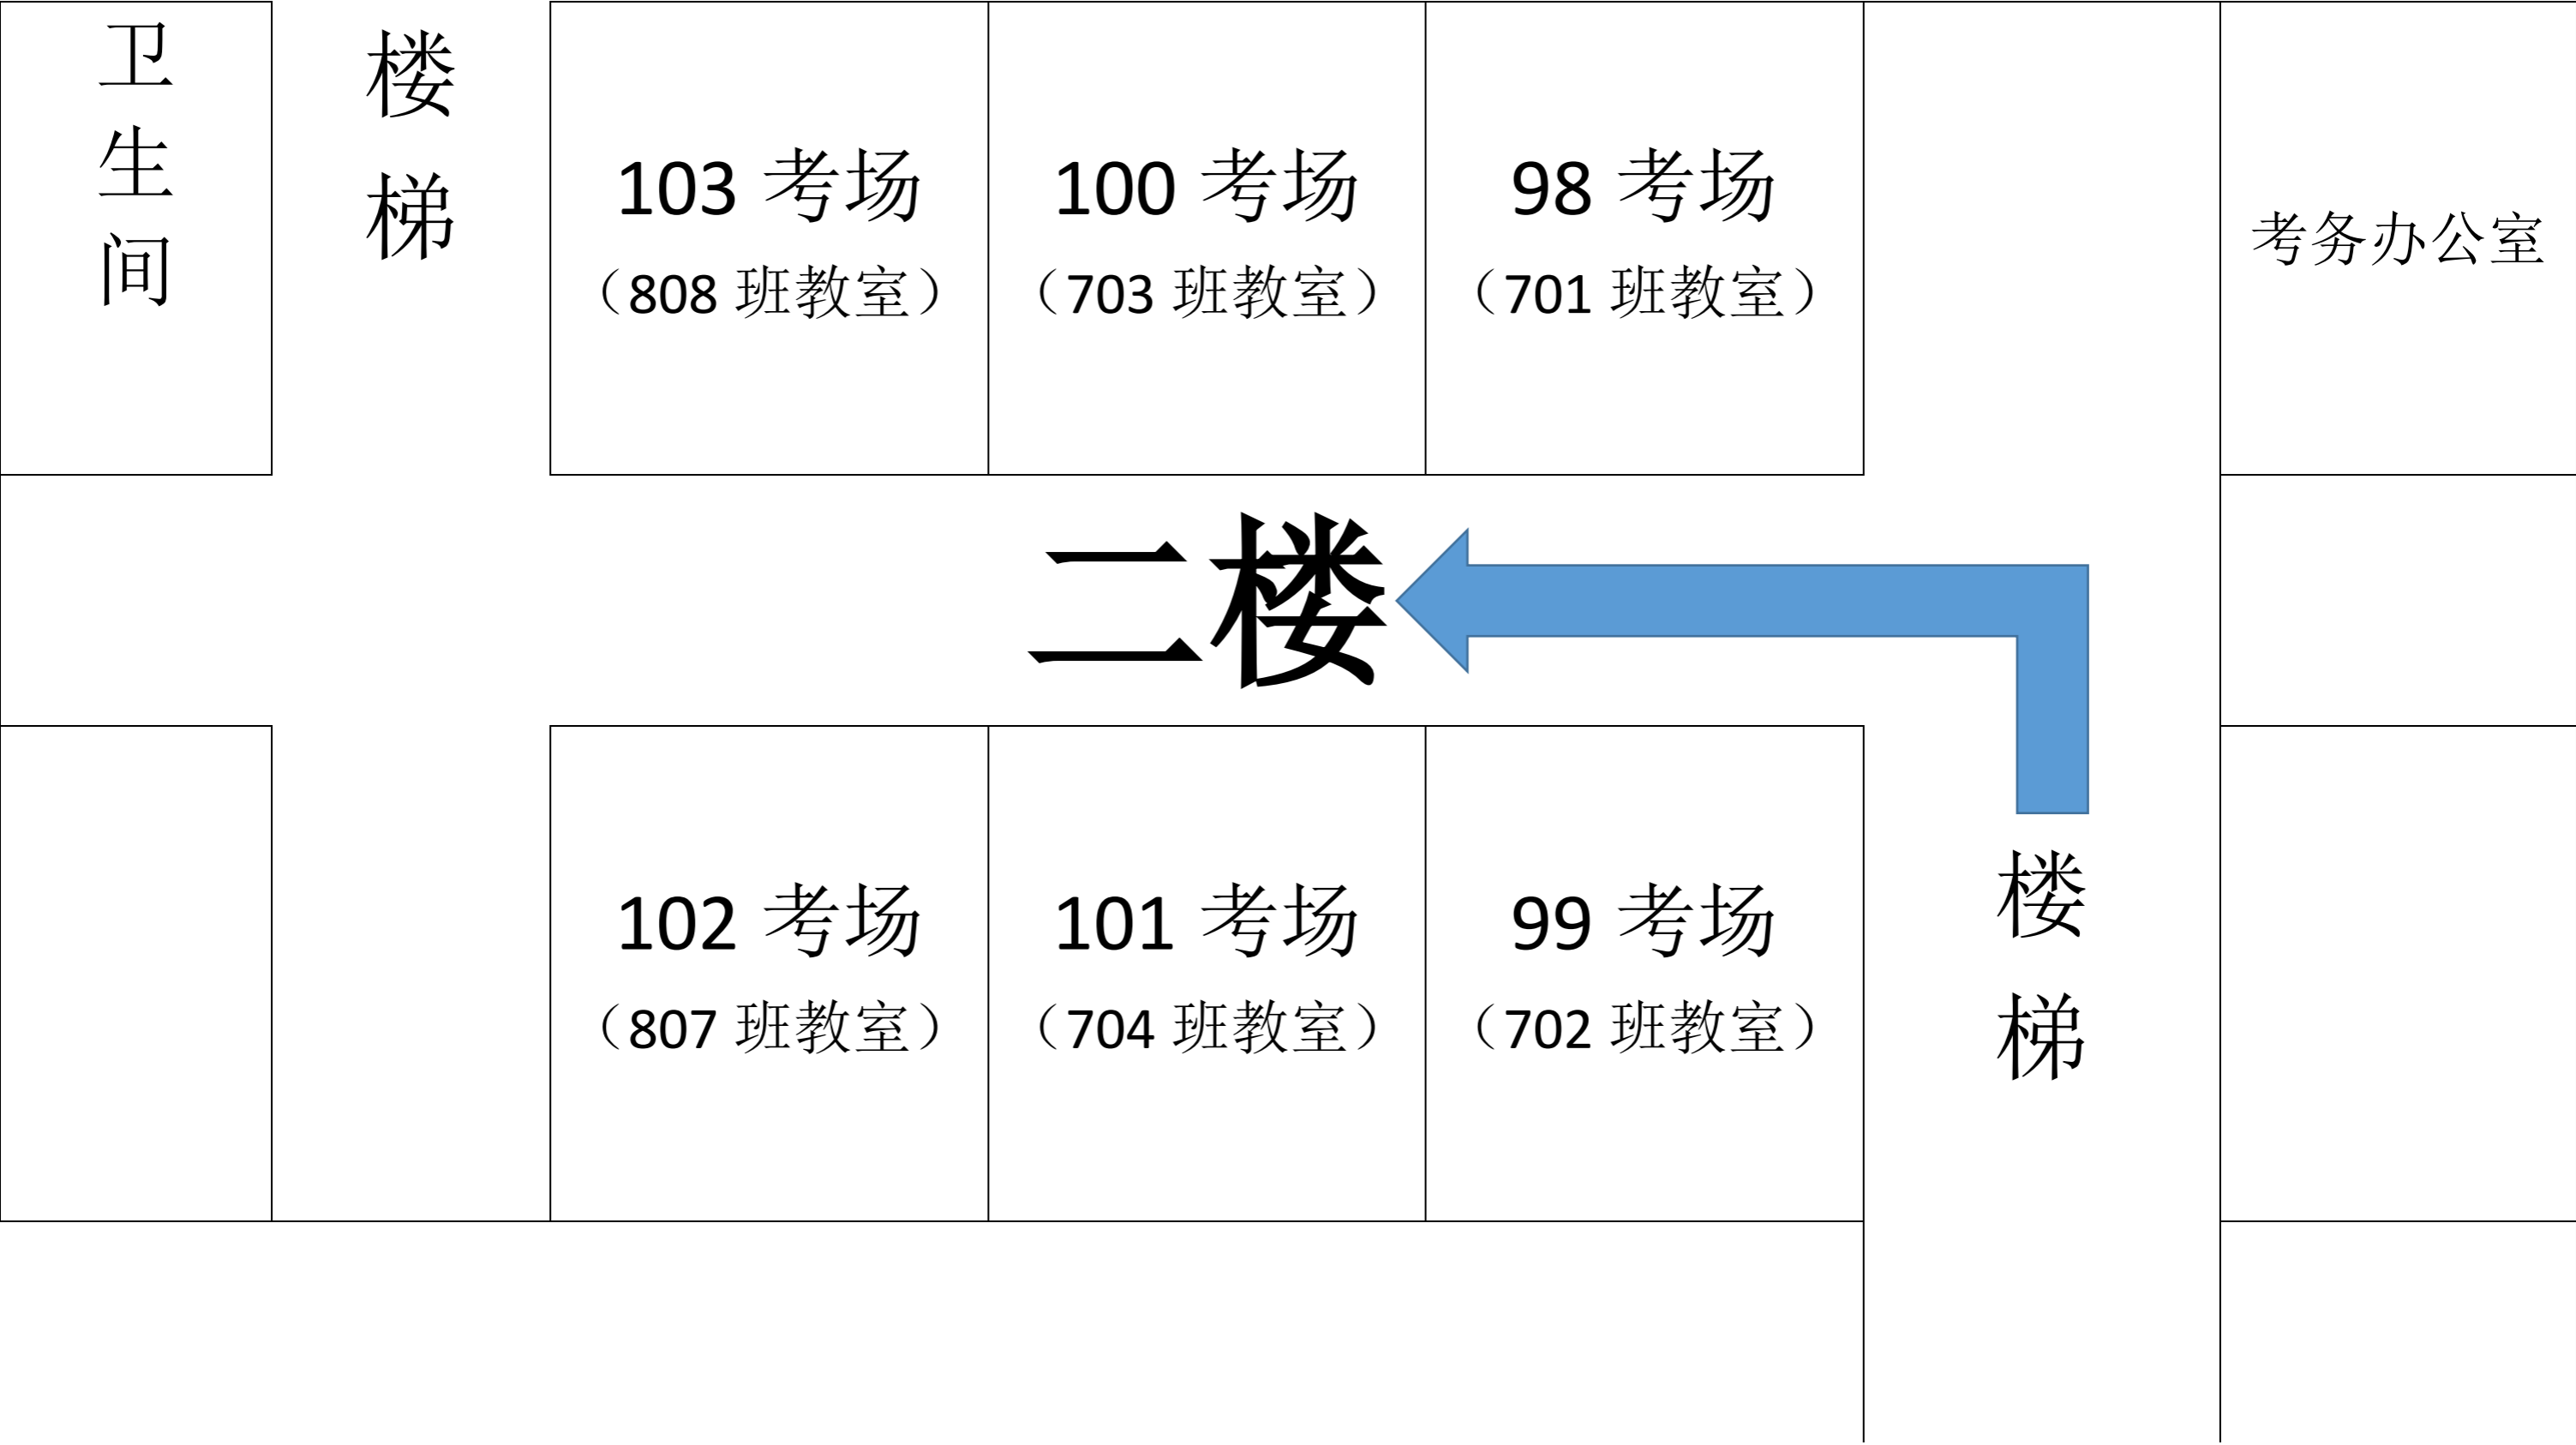 卫生间
楼梯
103 考场
（808 班教室）
100 考场
（703 班教室）
98 考场
（701 班教室）
考务办公室
二楼
102 考场
（807 班教室）
101 考场
（704 班教室）
99 考场
（702 班教室）
楼梯